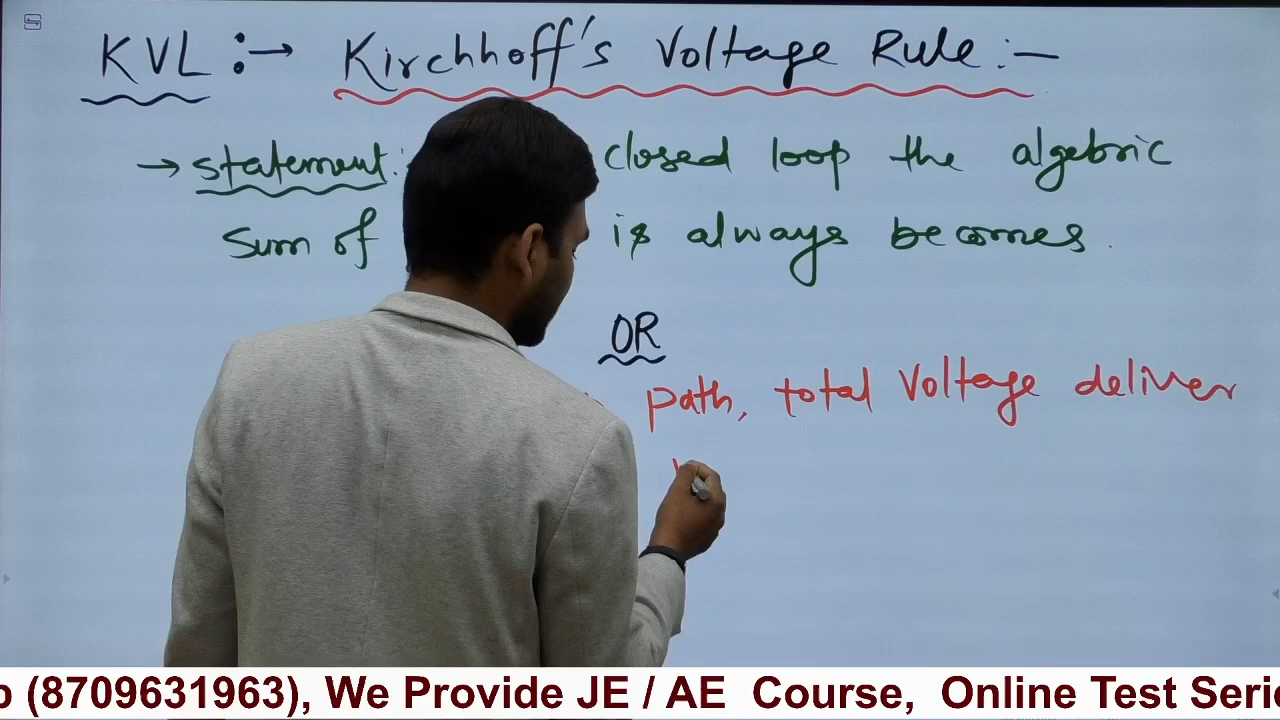 KVL :→ Kirchhoff's Voltage Rule :-
→ statement: closed loop the algebric
sum of is always becomes.
OR
path, total Voltage deliver
(8709631963), We Provide JE / AE Course, Online Test Serie